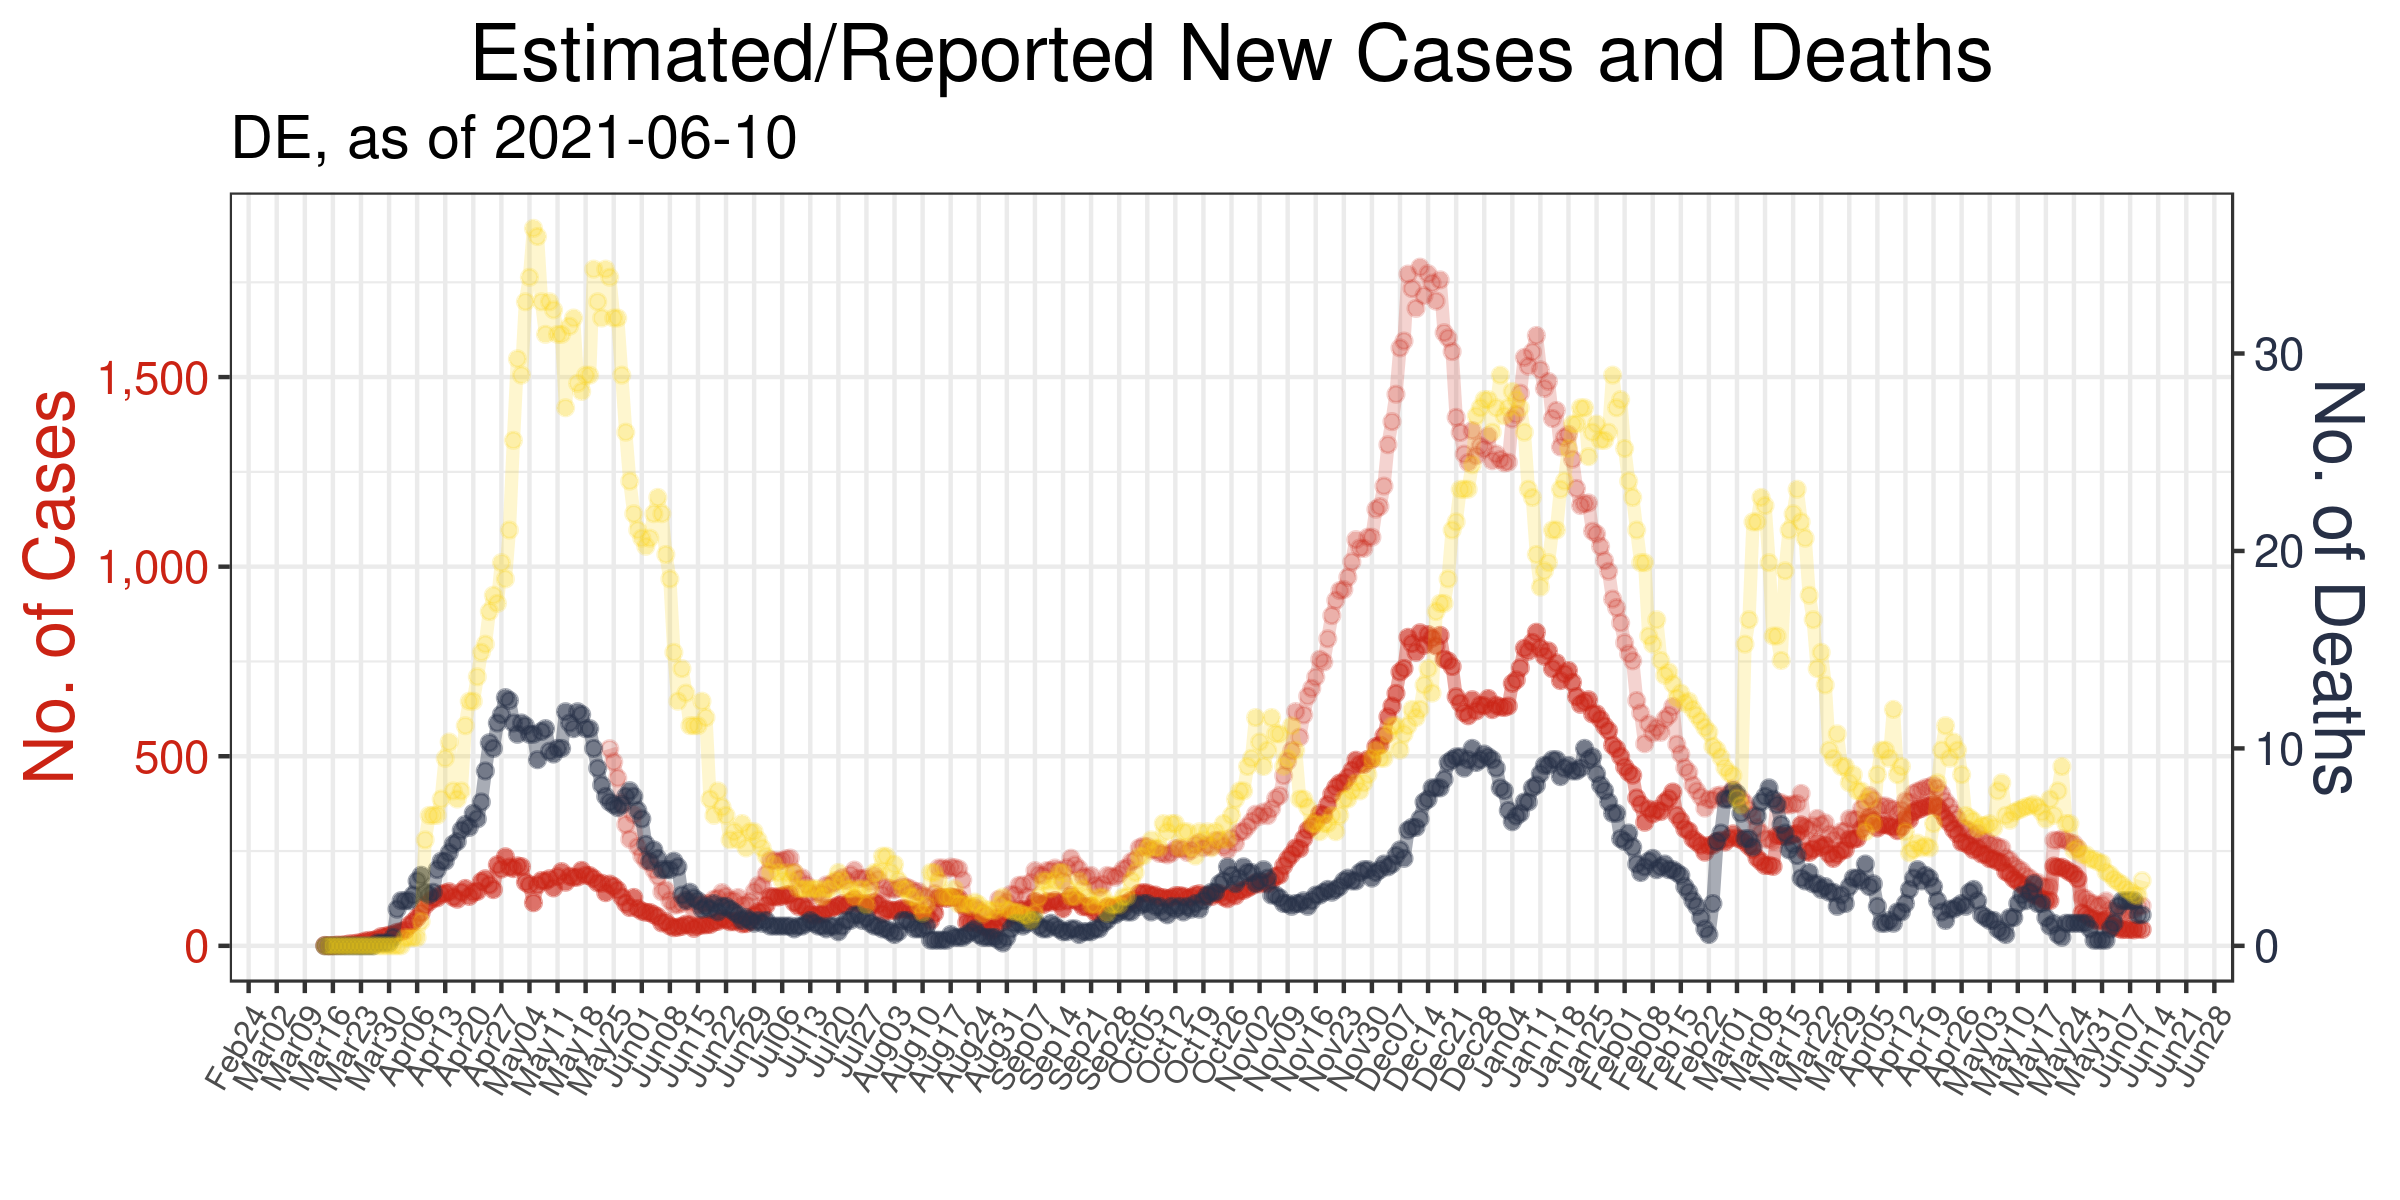 Estimated/Reported New Cases and Deaths
DE, as of 2021-06-10
No. of Cases
1,500
1,000
500
0
30
20
10
0
No. of Deaths
Feb24
Mar02
Mar09
Mar16
Mar23
Mar30
Apr06
Apr13
Apr20
Apr27
May04
May11
May18
May25
Jun01
Jun08
Jun15
Jun22
Jun29
Jul06
Jul13
Jul20
Jul27
Aug03
Aug10
Aug17
Aug24
Aug31
Sep07
Sep14
Sep21
Sep28
Oct05
Oct12
Oct19
Oct26
Nov02
Nov09
Nov16
Nov23
Nov30
Dec07
Dec14
Dec21
Dec28
Jan04
Jan11
Jan18
Jan25
Feb01
Feb08
Feb15
Feb22
Mar01
Mar08
Mar15
Mar22
Mar29
Apr05
Apr12
Apr19
Apr26
May03
May10
May17
May24
May31
Jun07
Jun14
Jun21
Jun28